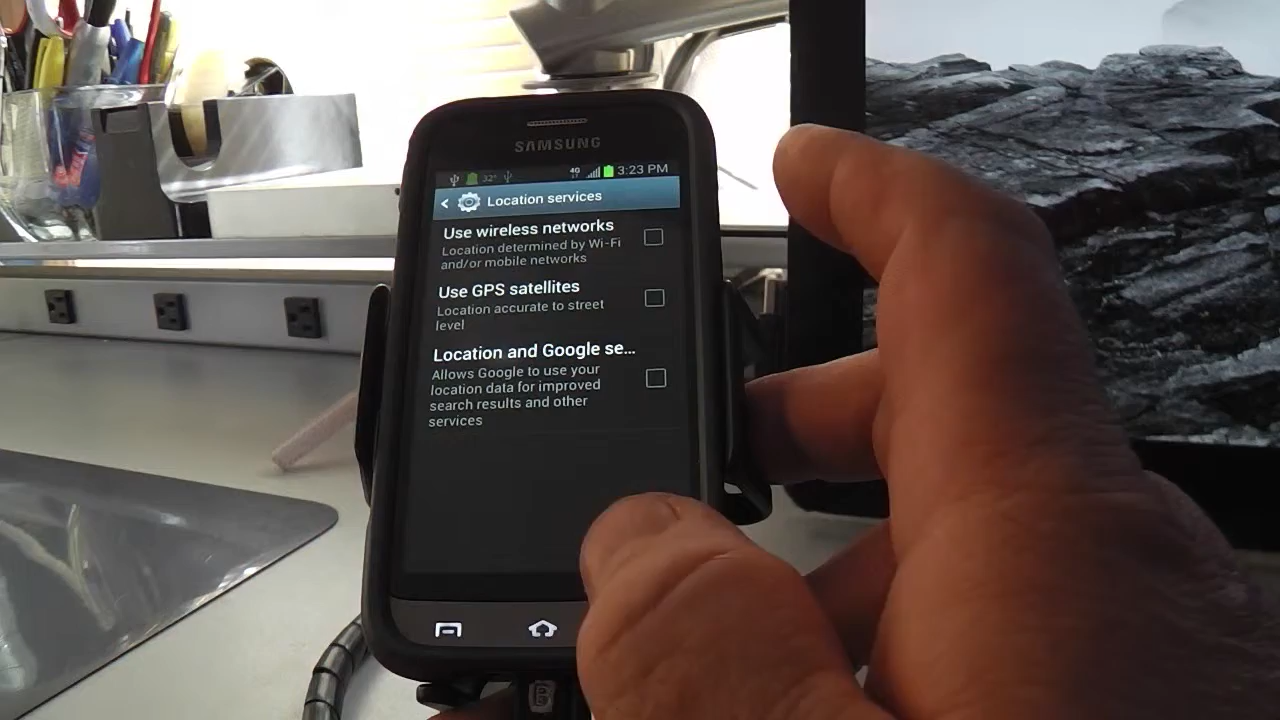 SAMSUNG
32° 4G 3:23 PM
Location services
Use wireless networks
Location determined by Wi-Fi
and/or mobile networks
Use GPS satellites
Location accurate to street
level
Location and Google se...
Allows Google to use your
location data for improved
search results and other
services